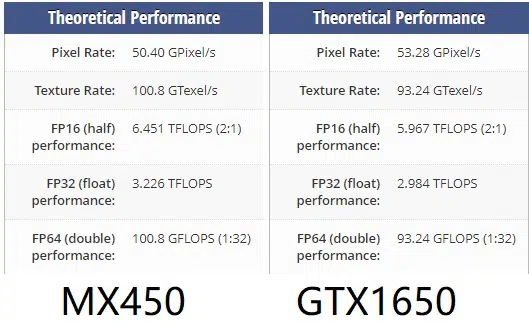 Theoretical Performance
Pixel Rate: 50.40 GPixel/s
Texture Rate: 100.8 GTexel/s
FP16 (half) 6.451 TFLOPS (2:1)
performance:
FP32 (float) 3.226 TFLOPS
performance:
FP64 (double) 100.8 GFLOPS (1:32)
performance:
MX450
Theoretical Performance
Pixel Rate: 53.28 GPixel/s
Texture Rate: 93.24 GTexel/s
FP16 (half) 5.967 TFLOPS (2:1)
performance:
FP32 (float) 2.984 TFLOPS
performance:
FP64 (double) 93.24 GFLOPS (1:32)
performance:
GTX1650